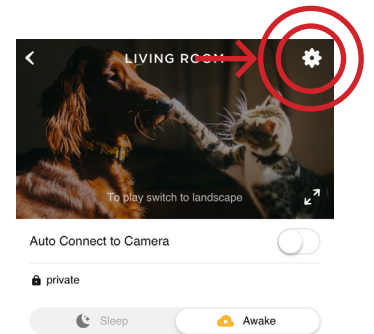 LIVING ROOM
To play switch to landscape
Auto Connect to Camera
private
Sleep
Awake